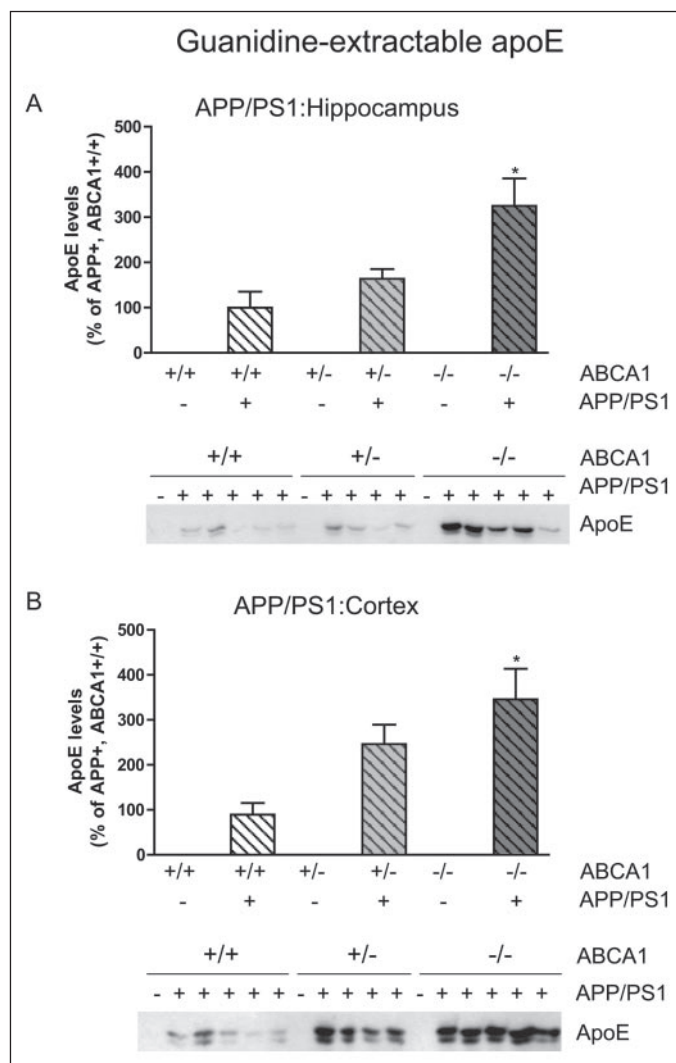 Guanidine-extractable apoE
A
APP/PS1:Hippocampus
ApoE levels
(% of APP+, ABCA1+/+)
500
400
300
200
100
0
*
+/+ +/+ +/- +/- -/- -/- ABCA1
- + - + - + APP/PS1
+/+ +/- -/- ABCA1
- + + + + + - + + + + - + + + + + APP/PS1
ApoE
B
APP/PS1:Cortex
ApoE levels
(% of APP+, ABCA1+/+)
500
400
300
200
100
0
*
+/+ +/+ +/- +/- -/- -/- ABCA1
- + - + - + APP/PS1
+/+ +/- -/- ABCA1
- + + + + + - + + + + - + + + + + APP/PS1
ApoE